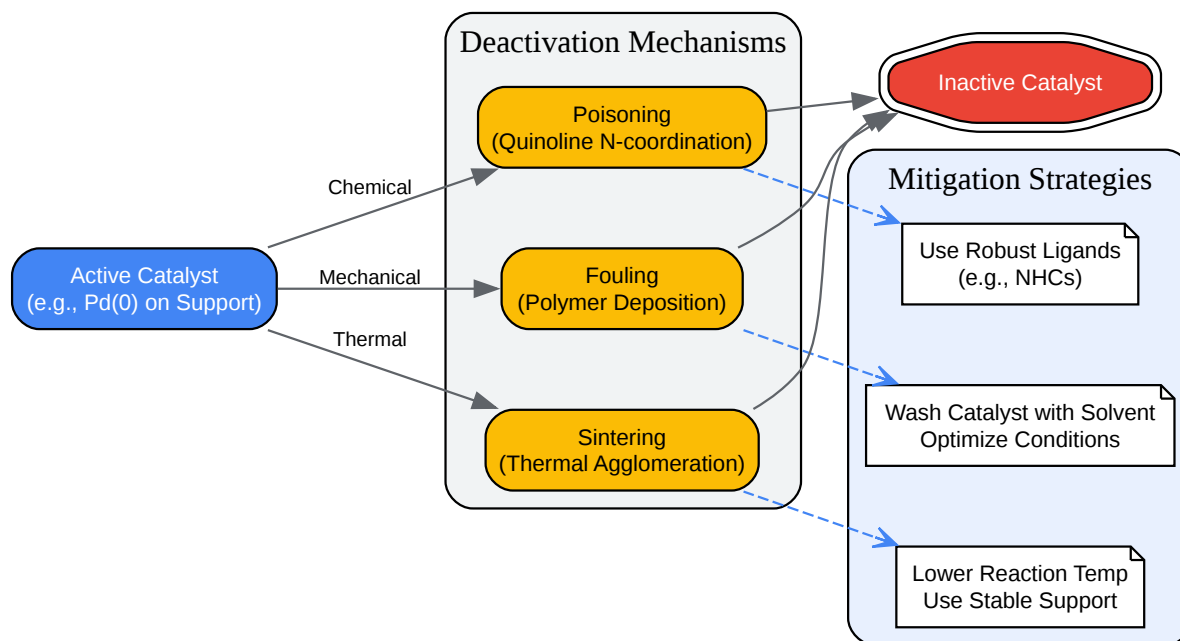 Deactivation Mechanisms
Inactive Catalyst
Poisoning
(Quinoline N-coordination)
Mitigation Strategies
Chemical
Use Robust Ligands
(e.g., NHCs)
Active Catalyst
(e.g., Pd(0) on Support)
Mechanical
Fouling
(Polymer Deposition)
Thermal
Wash Catalyst with Solvent
Optimize Conditions
Sintering
(Thermal Agglomeration)
Lower Reaction Temp
Use Stable Support